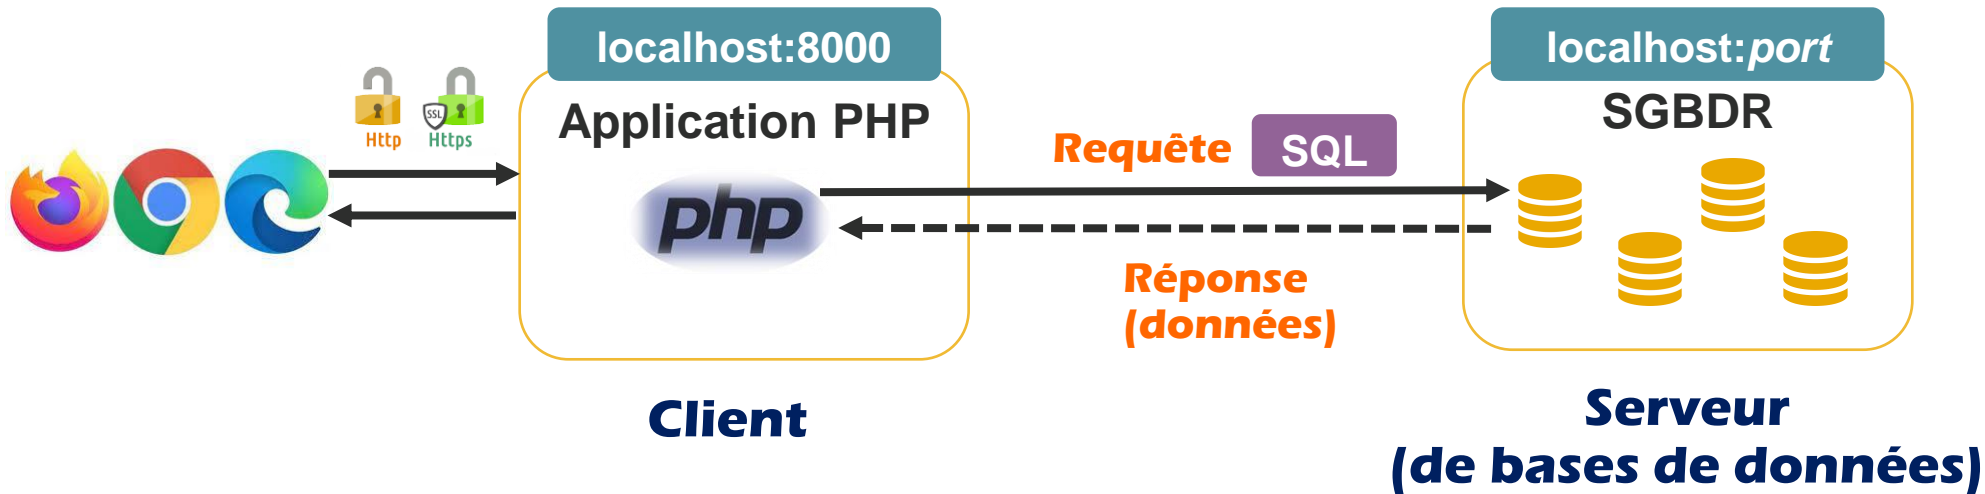 localhost:8000
localhost:port
Application PHP
SGBDR
SSL
Http
Https
Requête SQL
php
Réponse
(données)
Client
Serveur
(de bases de données)